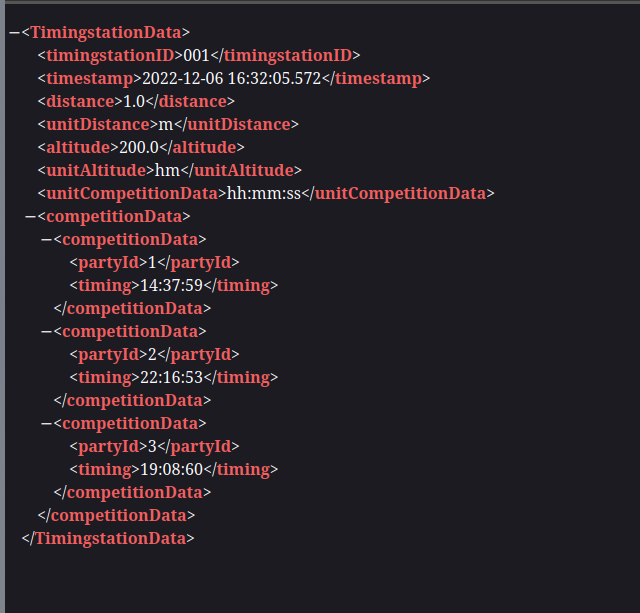 −<TimingstationData>
<timingstationID>001</timingstationID>
<timestamp>2022-12-06 16:32:05.572</timestamp>
<distance>1.0</distance>
<unitDistance>m</unitDistance>
<altitude>200.0</altitude>
<unitAltitude>hm</unitAltitude>
<unitCompetitionData>hh:mm:ss</unitCompetitionData>
−<competitionData>
−<competitionData>
<partyId>1</partyId>
<timing>14:37:59</timing>
</competitionData>
−<competitionData>
<partyId>2</partyId>
<timing>22:16:53</timing>
</competitionData>
−<competitionData>
<partyId>3</partyId>
<timing>19:08:60</timing>
</competitionData>
</competitionData>
</TimingstationData>